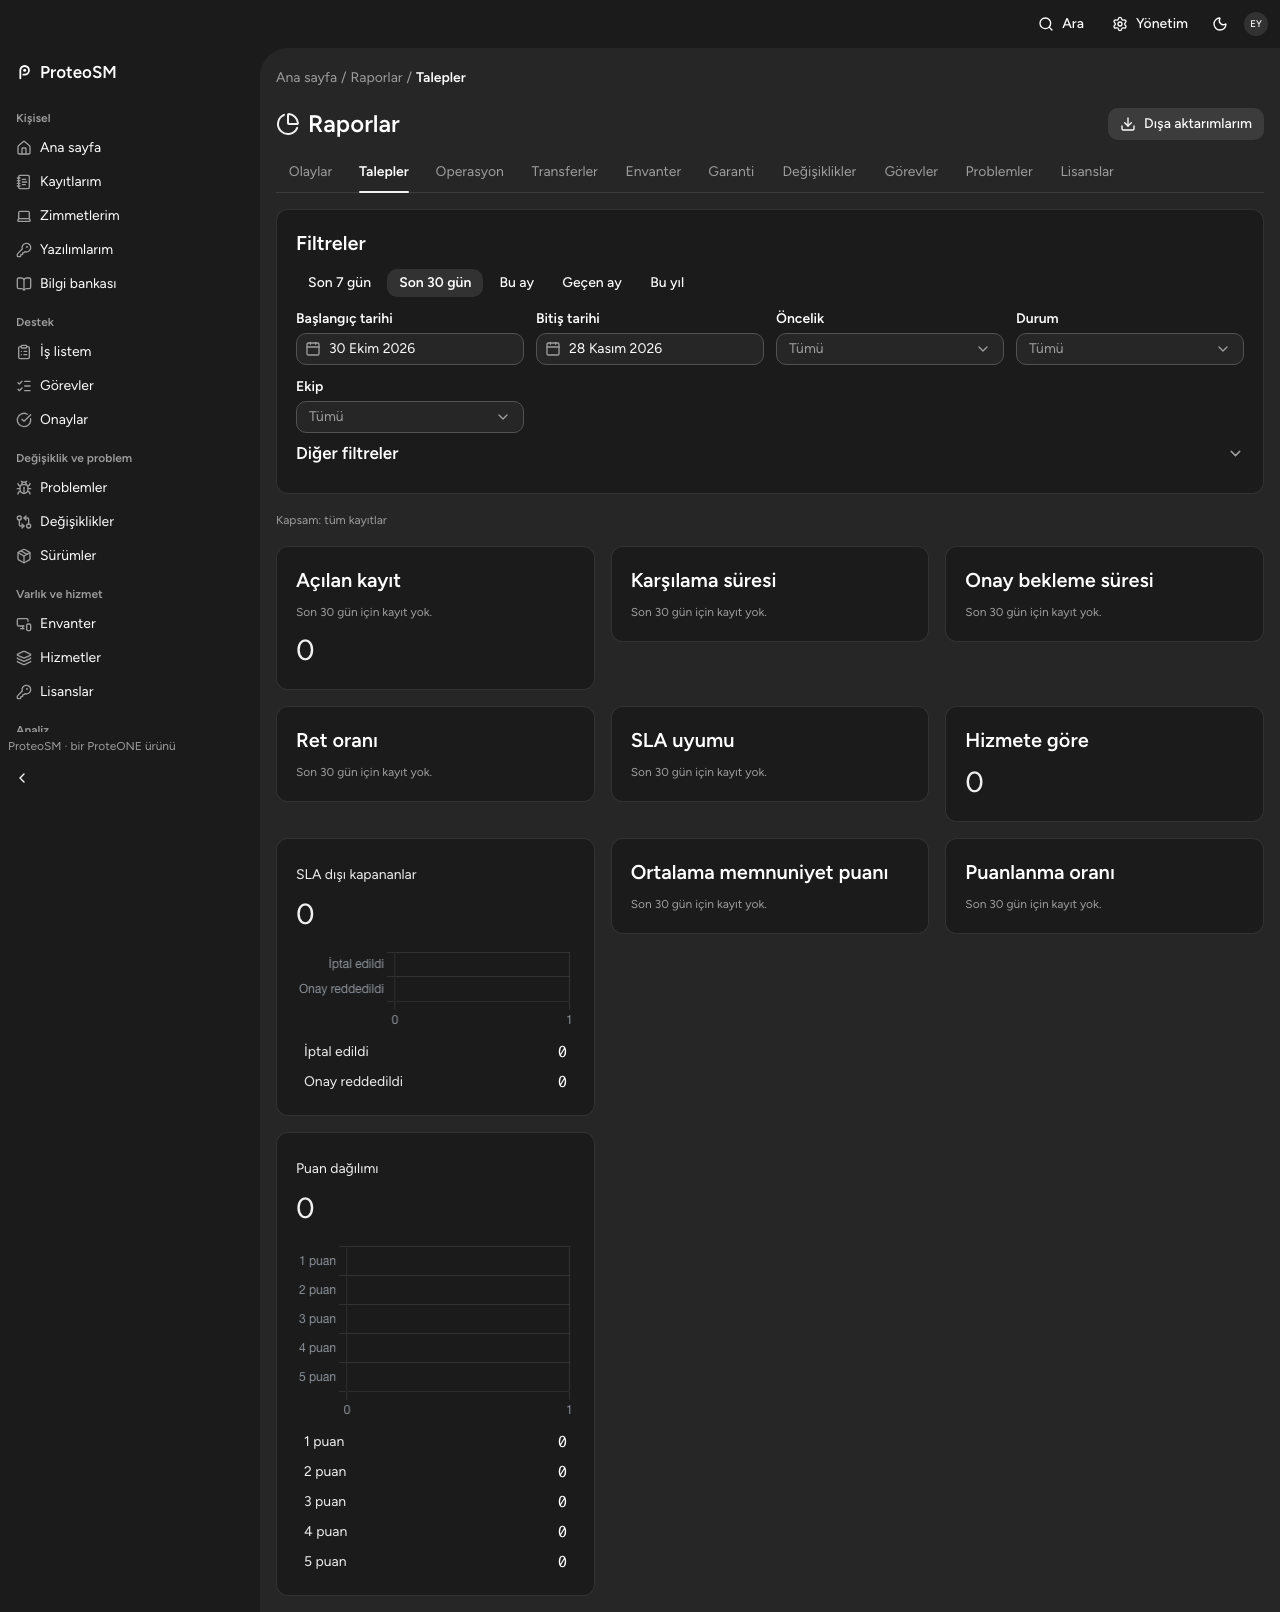 Ara
Yönetim
EY
ProteoSM
Kişisel
Ana sayfa
Kayıtlarım
Zimmetlerim
Yazılımlarım
Bilgi bankası
Destek
İş listem
Görevler
Onaylar
Değişiklik ve problem
Problemler
Değişiklikler
Sürümler
Varlık ve hizmet
Envanter
Hizmetler
Lisanslar
Analiz
ProteoSM · bir ProteONE ürünü
Ana sayfa / Raporlar / Talepler
Raporlar
Dışa aktarımlarım
Olaylar Talepler Operasyon Transferler Envanter Garanti Değişiklikler Görevler Problemler Lisanslar
Filtreler
Son 7 gün Son 30 gün Bu ay Geçen ay Bu yıl
Başlangıç tarihi Bitiş tarihi Öncelik Durum
30 Ekim 2026 28 Kasım 2026 Tümü Tümü
Ekip
Tümü
Diğer filtreler
Kapsam: tüm kayıtlar
Açılan kayıt
Son 30 gün için kayıt yok.
0
Karşılama süresi
Son 30 gün için kayıt yok.
Onay bekleme süresi
Son 30 gün için kayıt yok.
Ret oranı
Son 30 gün için kayıt yok.
SLA uyumu
Son 30 gün için kayıt yok.
Hizmete göre
0
SLA dışı kapananlar
0
İptal edildi
Onay reddedildi
0 1
İptal edildi 0
Onay reddedildi 0
Ortalama memnuniyet puanı
Son 30 gün için kayıt yok.
Puanlanma oranı
Son 30 gün için kayıt yok.
Puan dağılımı
0
1 puan
2 puan
3 puan
4 puan
5 puan
0 1
1 puan 0
2 puan 0
3 puan 0
4 puan 0
5 puan 0